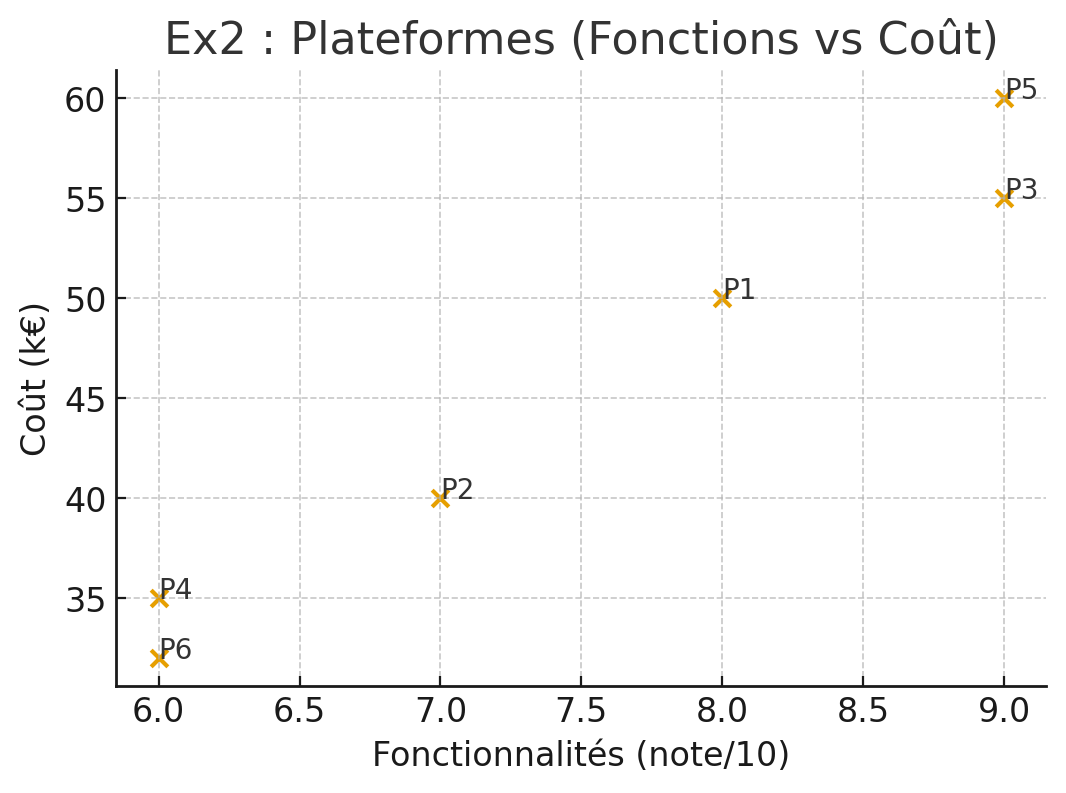 Ex2 : Plateformes (Fonctions vs Coût)
60
55
50
45
40
35
Coût (k€)
P5
P3
P1
P2
P4
P6
6.0 6.5 7.0 7.5 8.0 8.5 9.0
Fonctionnalités (note/10)